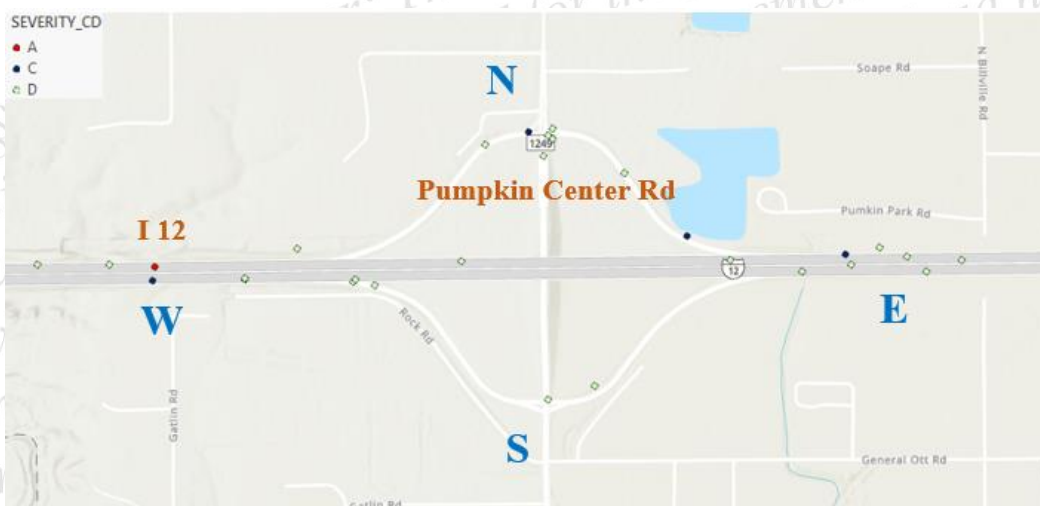 SEVERITY_CD
A
C
D
N
Soape Rd
N Billville Rd
1249
Pumpkin Center Rd
Pumkin Park Rd
I 12
12
W
E
Rock Rd
Gatlin Rd
S
General Ott Rd
Gatlin Rd